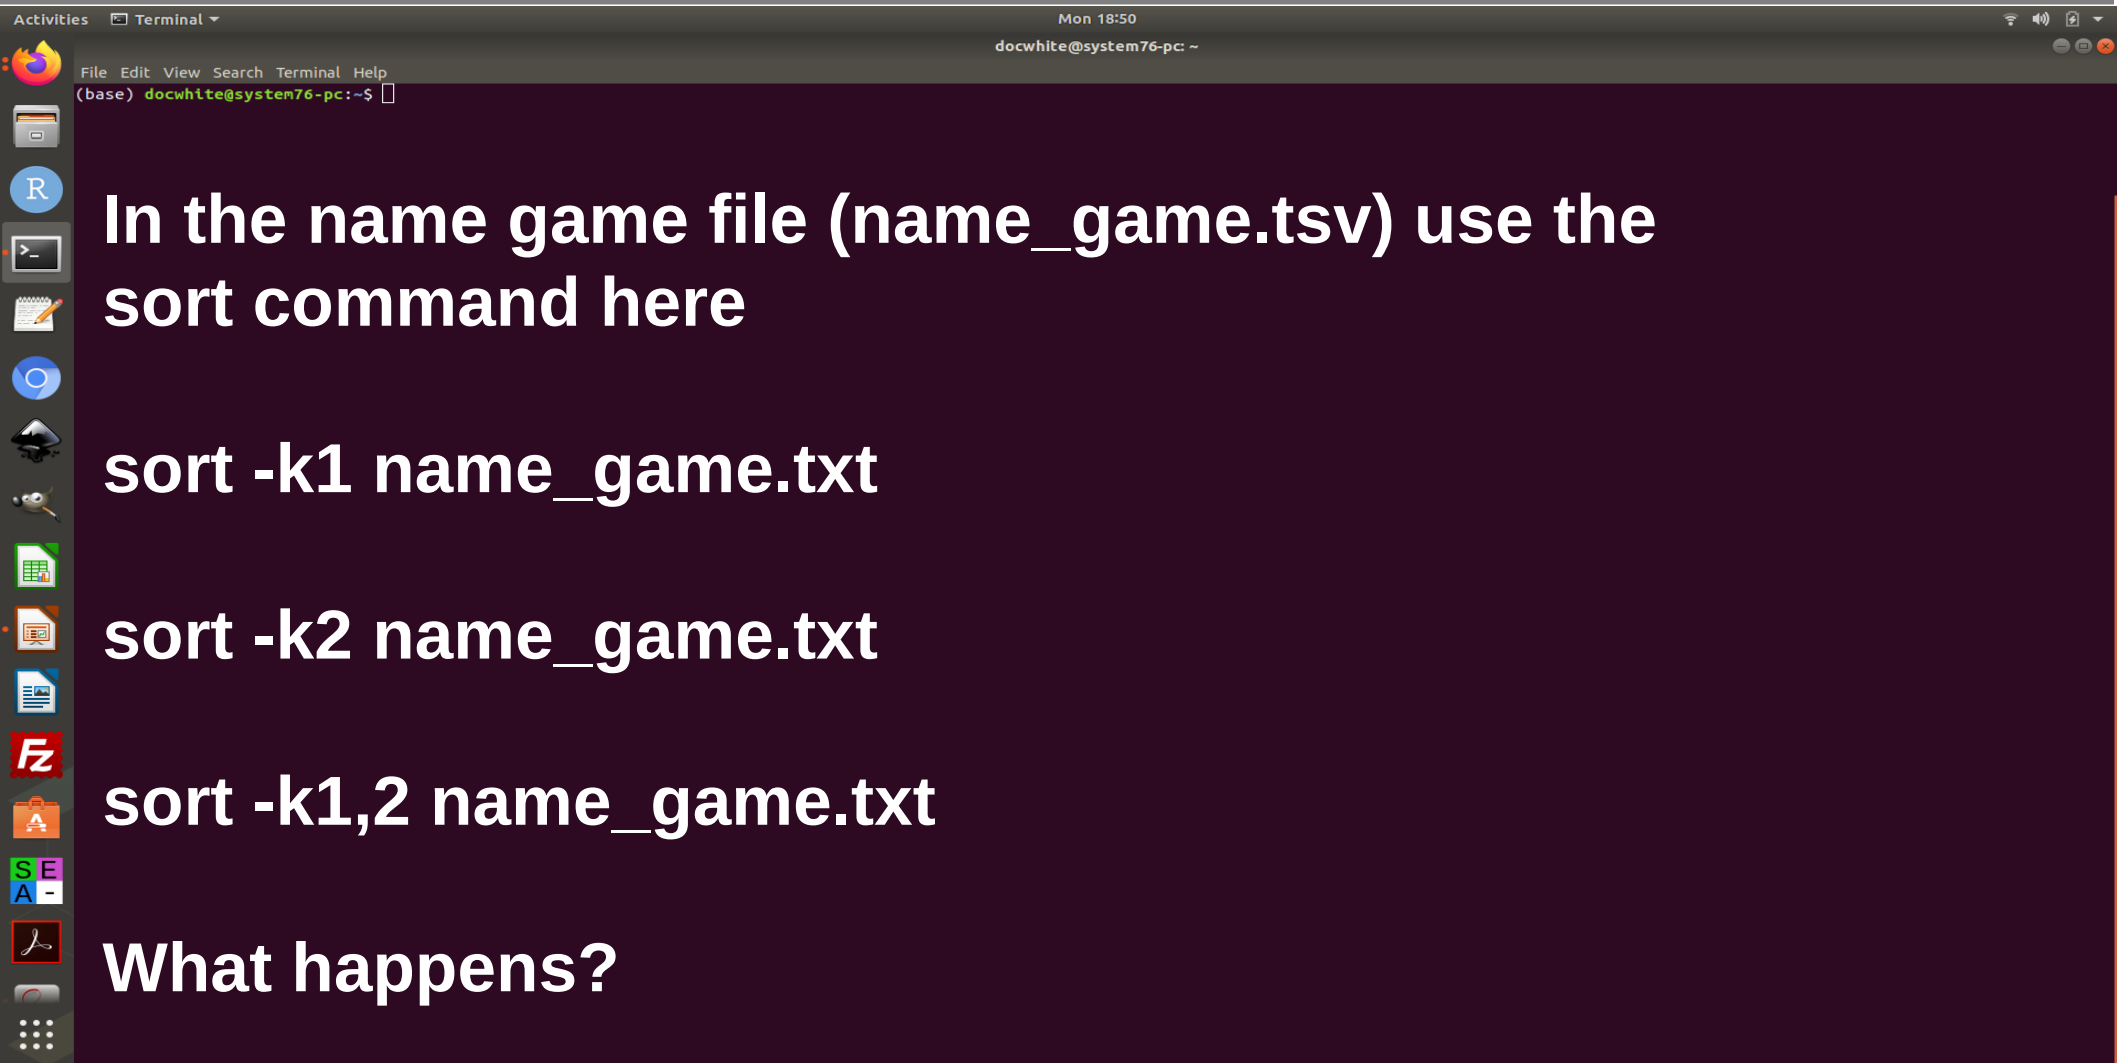 Activities Terminal Mon 18:50
docwhite@system76-pc: ~
File Edit View Search Terminal Help
(base) docwhite@system76-pc:~$
In the name game file (name_game.tsv) use the
sort command here
sort -k1 name_game.txt
sort -k2 name_game.txt
sort -k1,2 name_game.txt
What happens?
R
>_
Fz
A
S E
A -